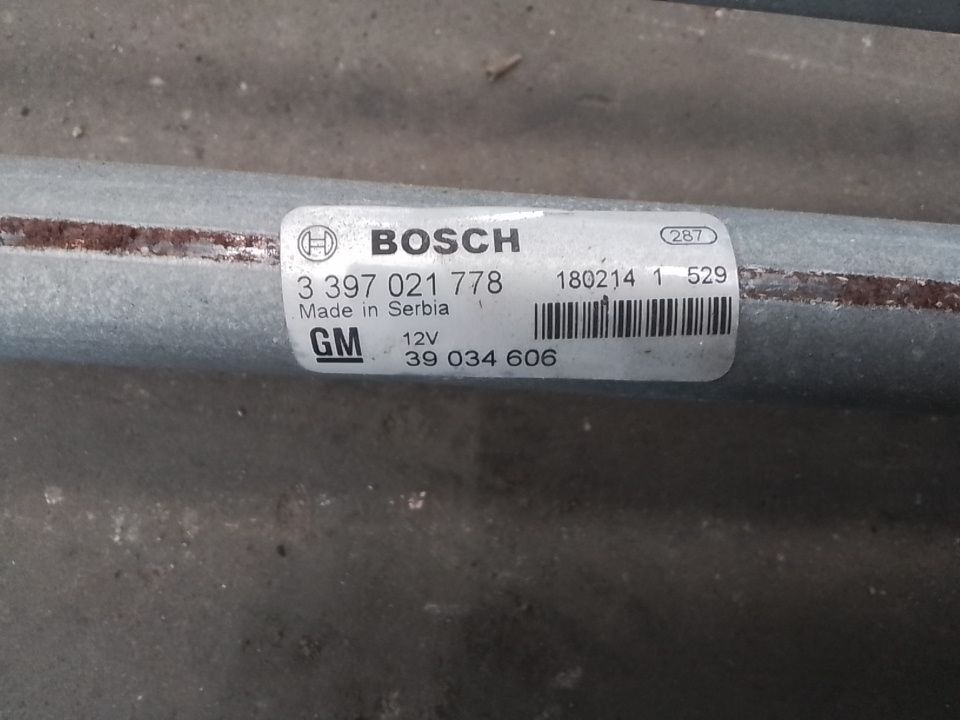 BOSCH 287
3 397 021 778 180214 1 529
Made in Serbia
GM 12V
39 034 606